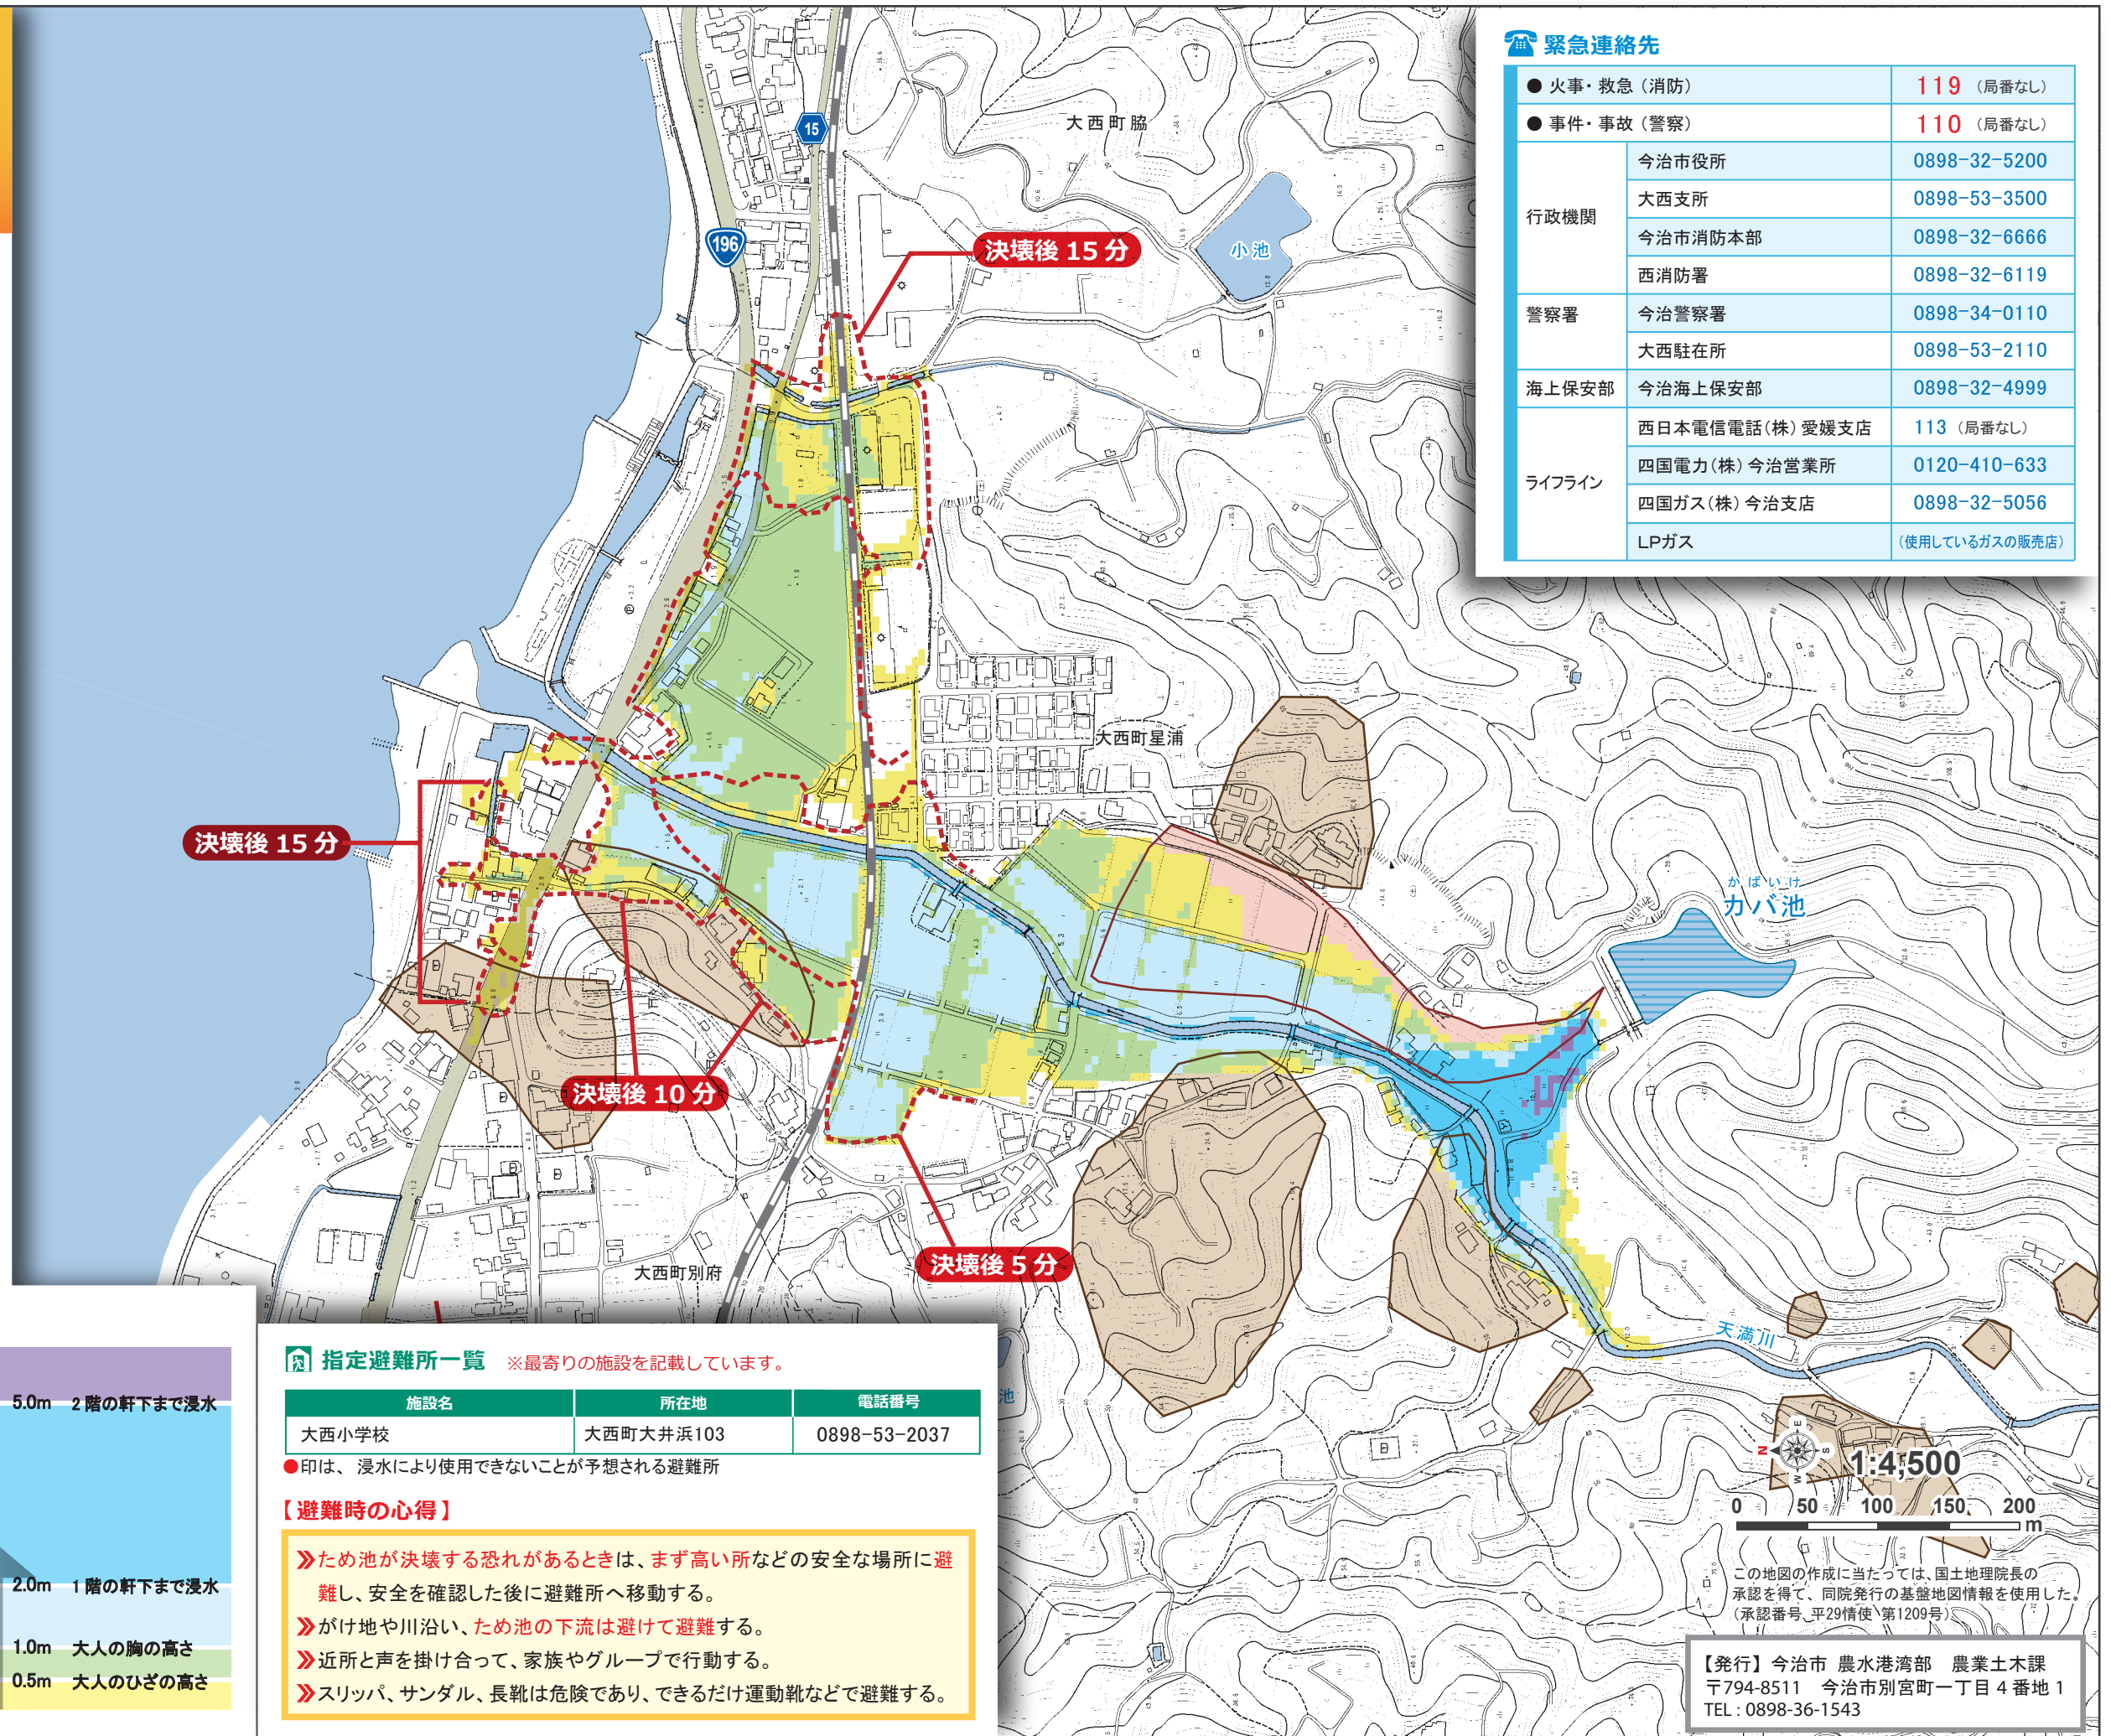 緊急連絡先
● 火事・救急（消防） 119（局番なし）
● 事件・事故（警察） 110（局番なし）
行政機関
今治市役所 0898-32-5200
大西支所 0898-53-3500
今治市消防本部 0898-32-6666
西消防署 0898-32-6119
警察署
今治警察署 0898-34-0110
大西駐在所 0898-53-2110
海上保安部 今治海上保安部 0898-32-4999
ライフライン
西日本電信電話（株）愛媛支店 113（局番なし）
四国電力（株）今治営業所 0120-410-633
四国ガス（株）今治支店 0898-32-5056
LPガス （使用しているガスの販売店）
15
大西町脇
196
決壊後 15 分
小池
大西町星浦
決壊後 15 分
かばいけ
カバ池
決壊後 10 分
決壊後 5 分
大西町別府
天満川
池
5.0m 2 階の軒下まで浸水
2.0m 1 階の軒下まで浸水
1.0m 大人の胸の高さ
0.5m 大人のひざの高さ
指定避難所一覧 ※最寄りの施設を記載しています。
施設名 所在地 電話番号
大西小学校 大西町大井浜103 0898-53-2037
●印は、浸水により使用できないことが予想される避難所
【避難時の心得】
ため池が決壊する恐れがあるときは、まず高い所などの安全な場所に避
難し、安全を確認した後に避難所へ移動する。
がけ地や川沿い、ため池の下流は避けて避難する。
近所と声を掛け合って、家族やグループで行動する。
スリッパ、サンダル、長靴は危険であり、できるだけ運動靴などで避難する。
N E S W
1:4,500
0 50 100 150 200
m
この地図の作成に当たっては、国土地理院長の
承認を得て、同院発行の基盤地図情報を使用した。
（承認番号 平29情使 第1209号）
【発行】今治市 農水港湾部 農業土木課
〒794-8511 今治市別宮町一丁目 4 番地 1
TEL : 0898-36-1543